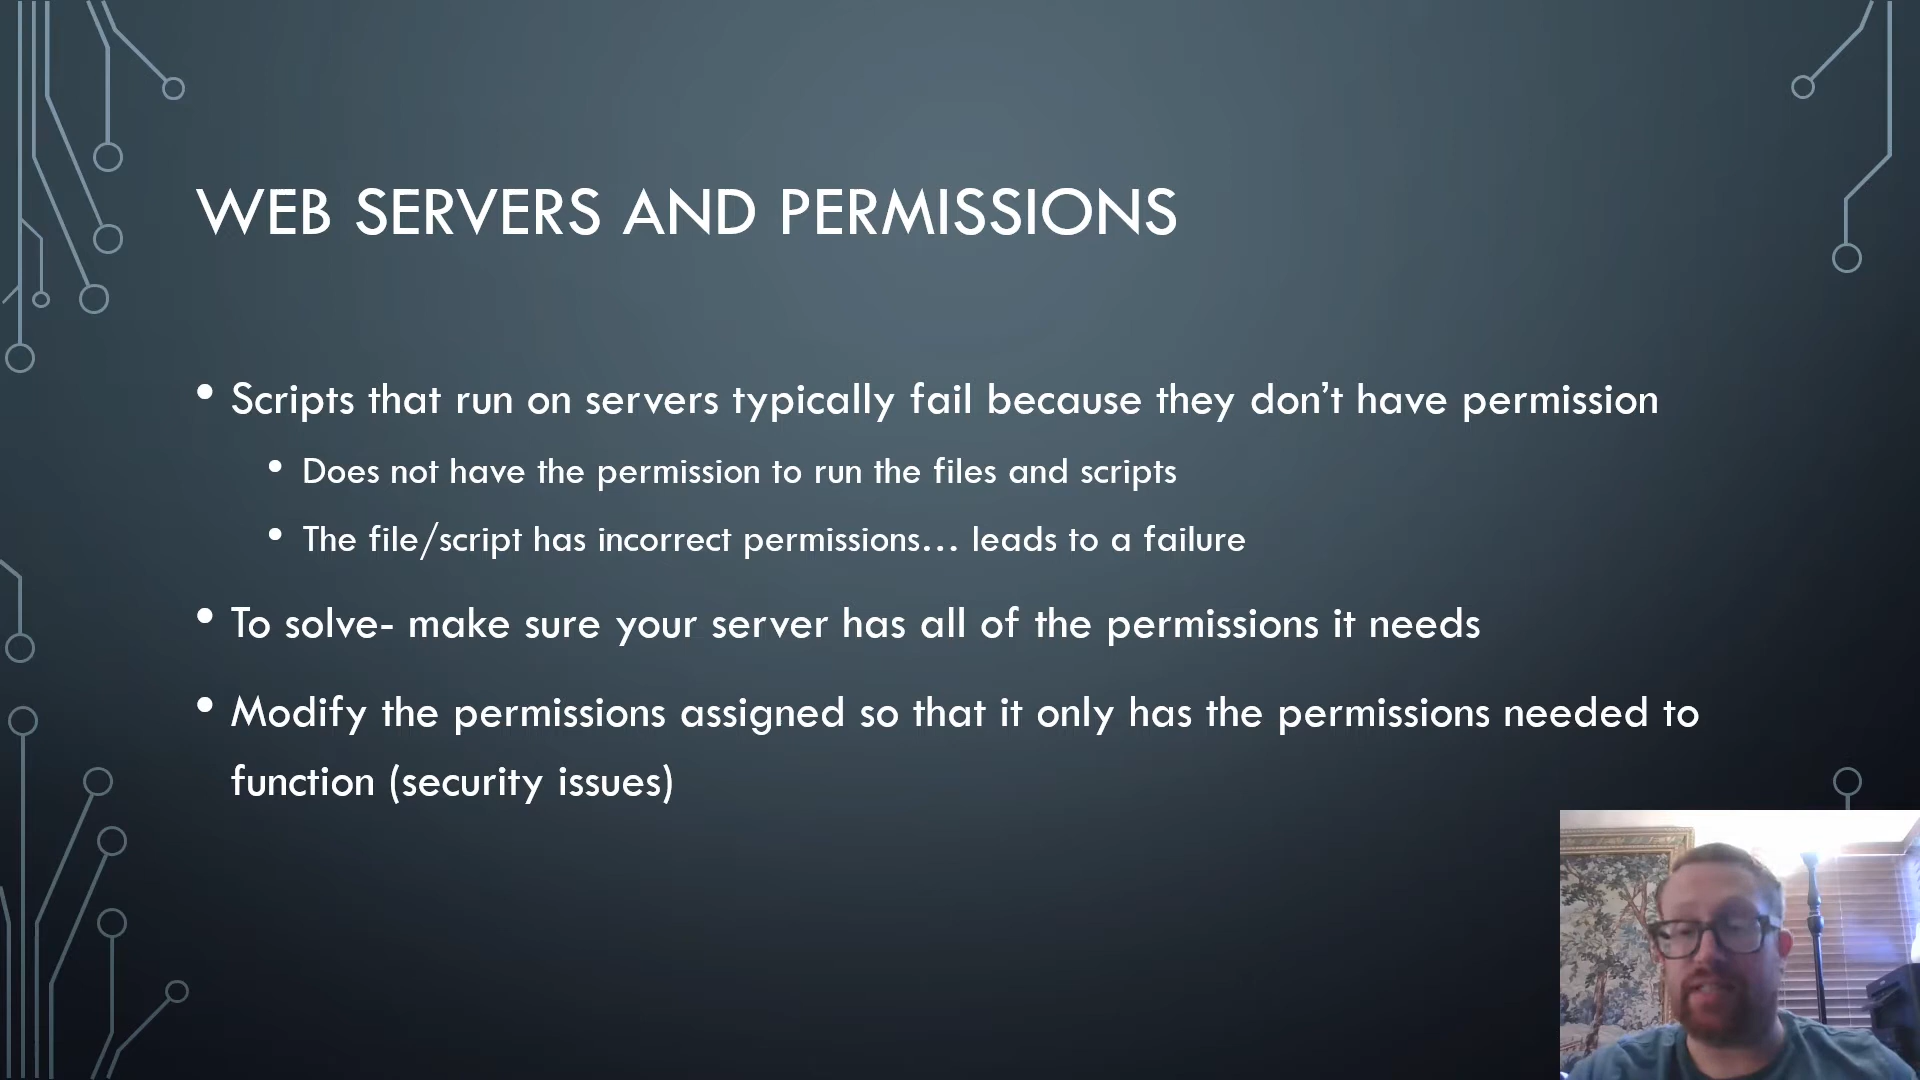 WEB SERVERS AND PERMISSIONS
• Scripts that run on servers typically fail because they don’t have permission
• Does not have the permission to run the files and scripts
• The file/script has incorrect permissions… leads to a failure
• To solve- make sure your server has all of the permissions it needs
• Modify the permissions assigned so that it only has the permissions needed to
function (security issues)